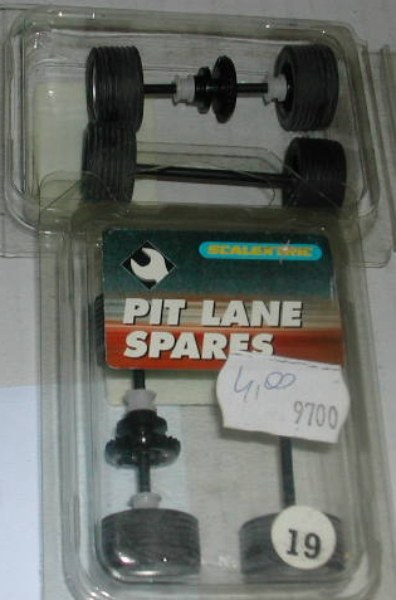 SCALEXTRIC
PIT LANE
SPARES
4,00
9700
19